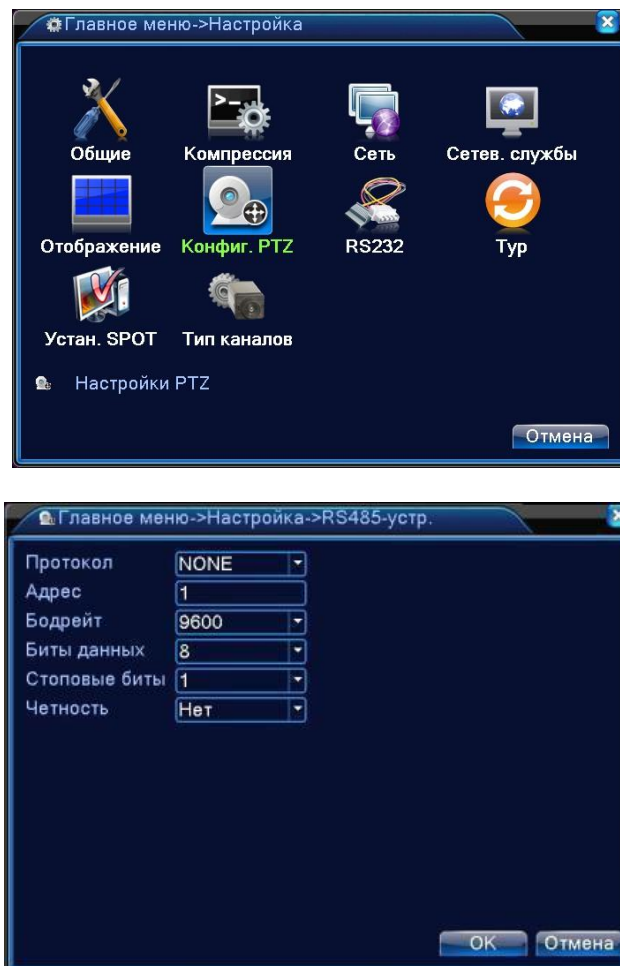 Главное меню->Настройка
Общие Компрессия Сеть Сетев. службы
Отображение Конфиг. PTZ RS232 Тур
Устан. SPOT Тип каналов
Настройки PTZ
Отмена
Главное меню->Настройка->RS485-устр.
Протокол NONE
Адрес 1
Бодрейт 9600
Биты данных 8
Стоповые биты 1
Четность Нет
OK Отмена